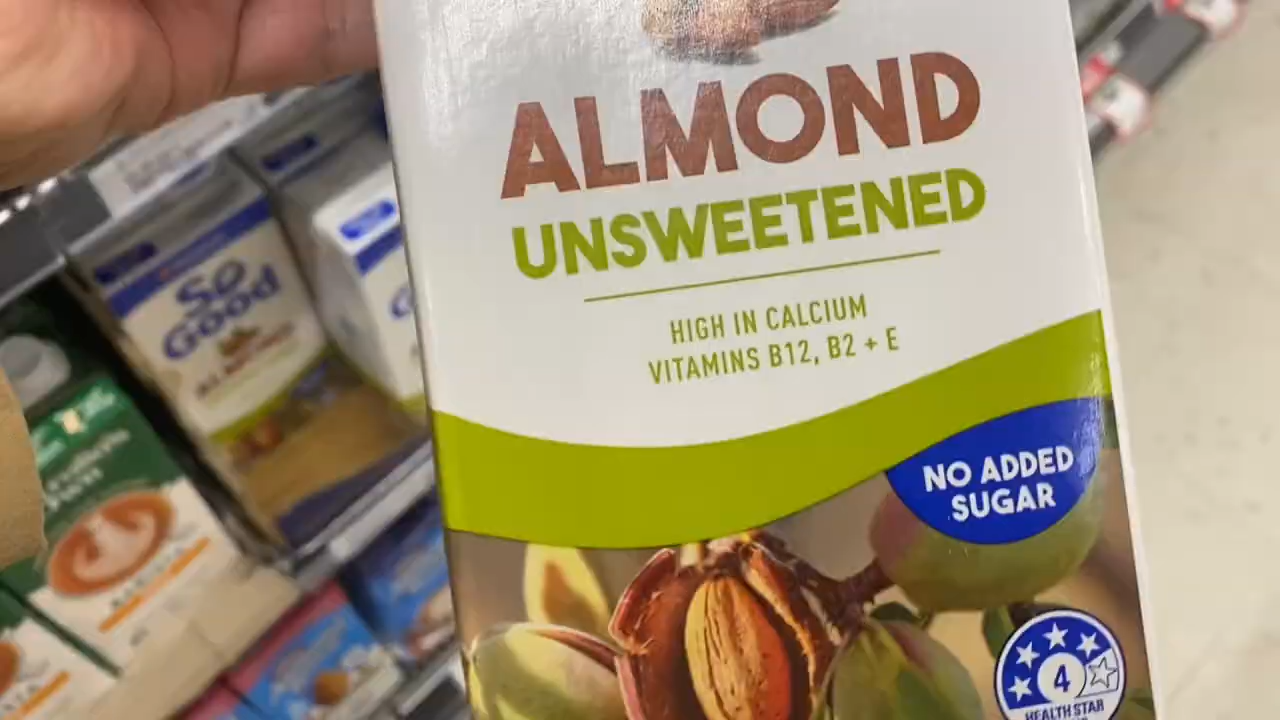 ALMOND
UNSWEETENED
HIGH IN CALCIUM
VITAMINS B12, B2 + E
NO ADDED
SUGAR
4
HEALTH STAR
So
Good